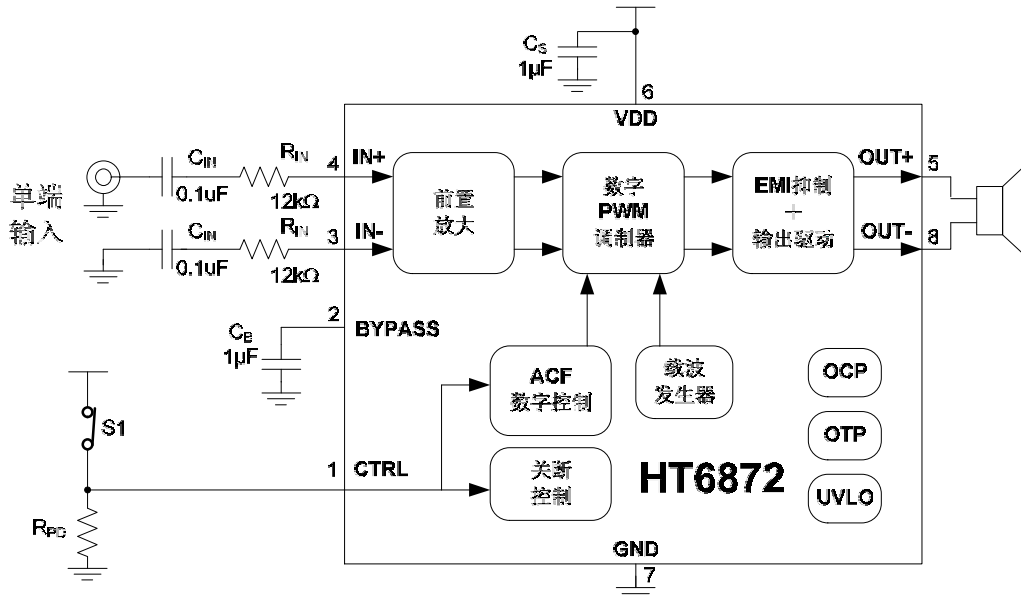 CS
1μF
6
VDD
单端
输入
CIN
0.1uF
RIN
12kΩ
4
IN+
CIN
0.1uF
RIN
12kΩ
3
IN-
前置
放大
数字
PWM
调制器
EMI抑制
+
输出驱动
OUT+
5
OUT-
8
2
BYPASS
CB
1μF
ACF
数字控制
载波
发生器
OCP
OTP
UVLO
S1
1
CTRL
关断
控制
HT6872
RPD
GND
7